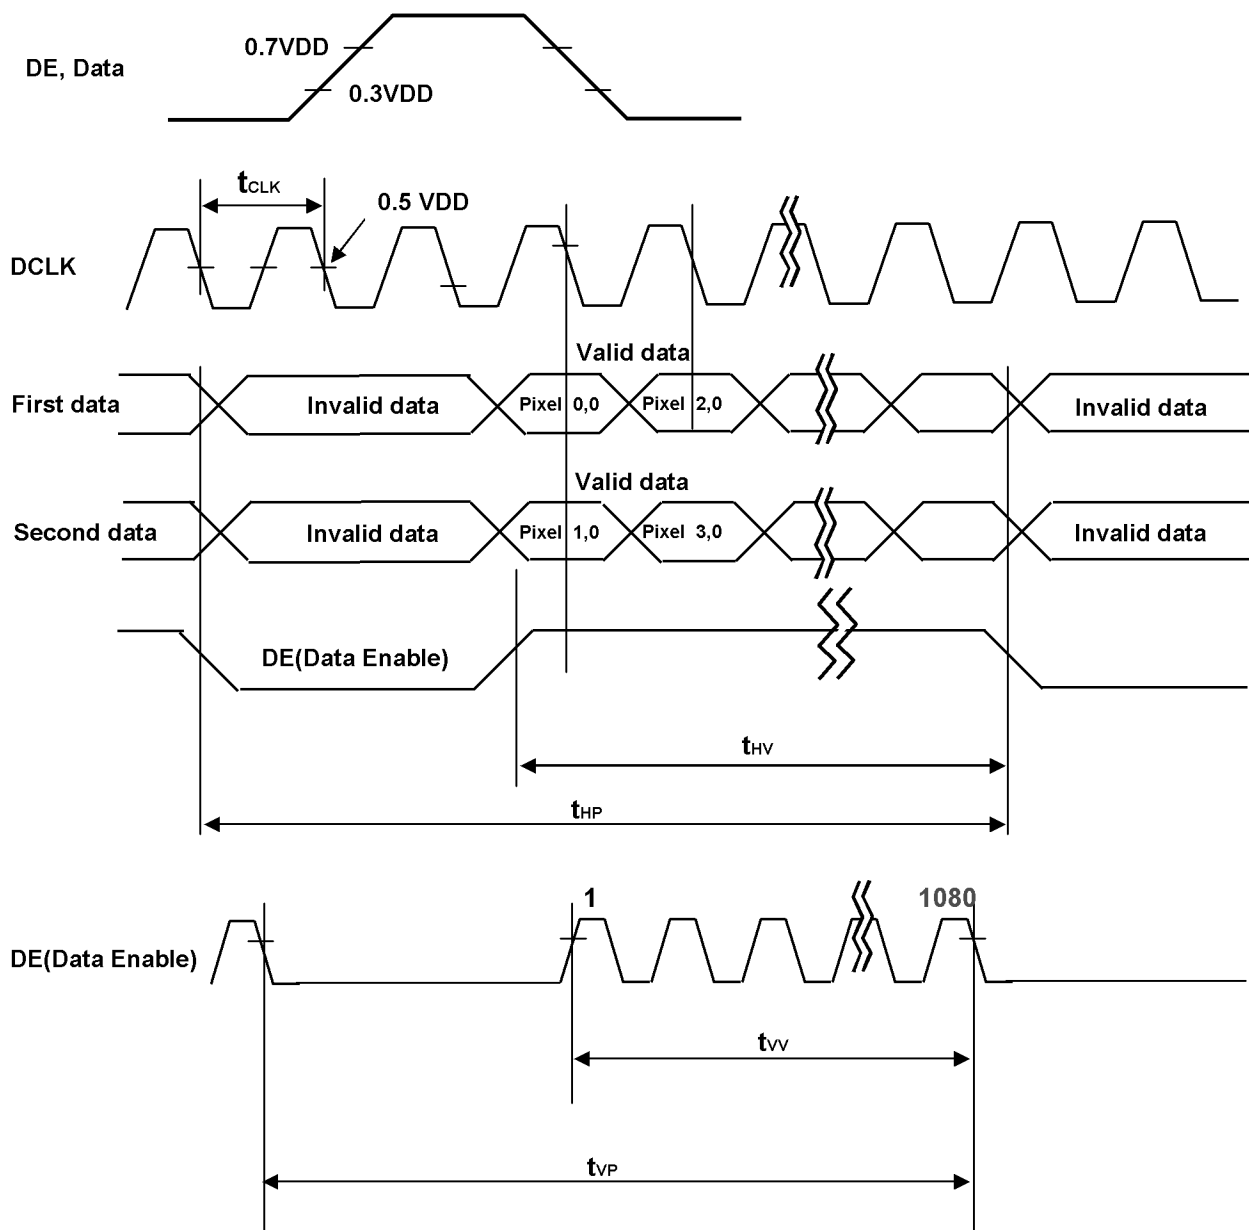 0.7VDD
DE, Data
0.3VDD
tCLK
0.5 VDD
DCLK
Valid data
First data
Invalid data
Pixel 0,0
Pixel 2,0
Invalid data
Valid data
Second data
Invalid data
Pixel 1,0
Pixel 3,0
Invalid data
DE(Data Enable)
tHV
tHP
1
1080
DE(Data Enable)
tVV
tVP